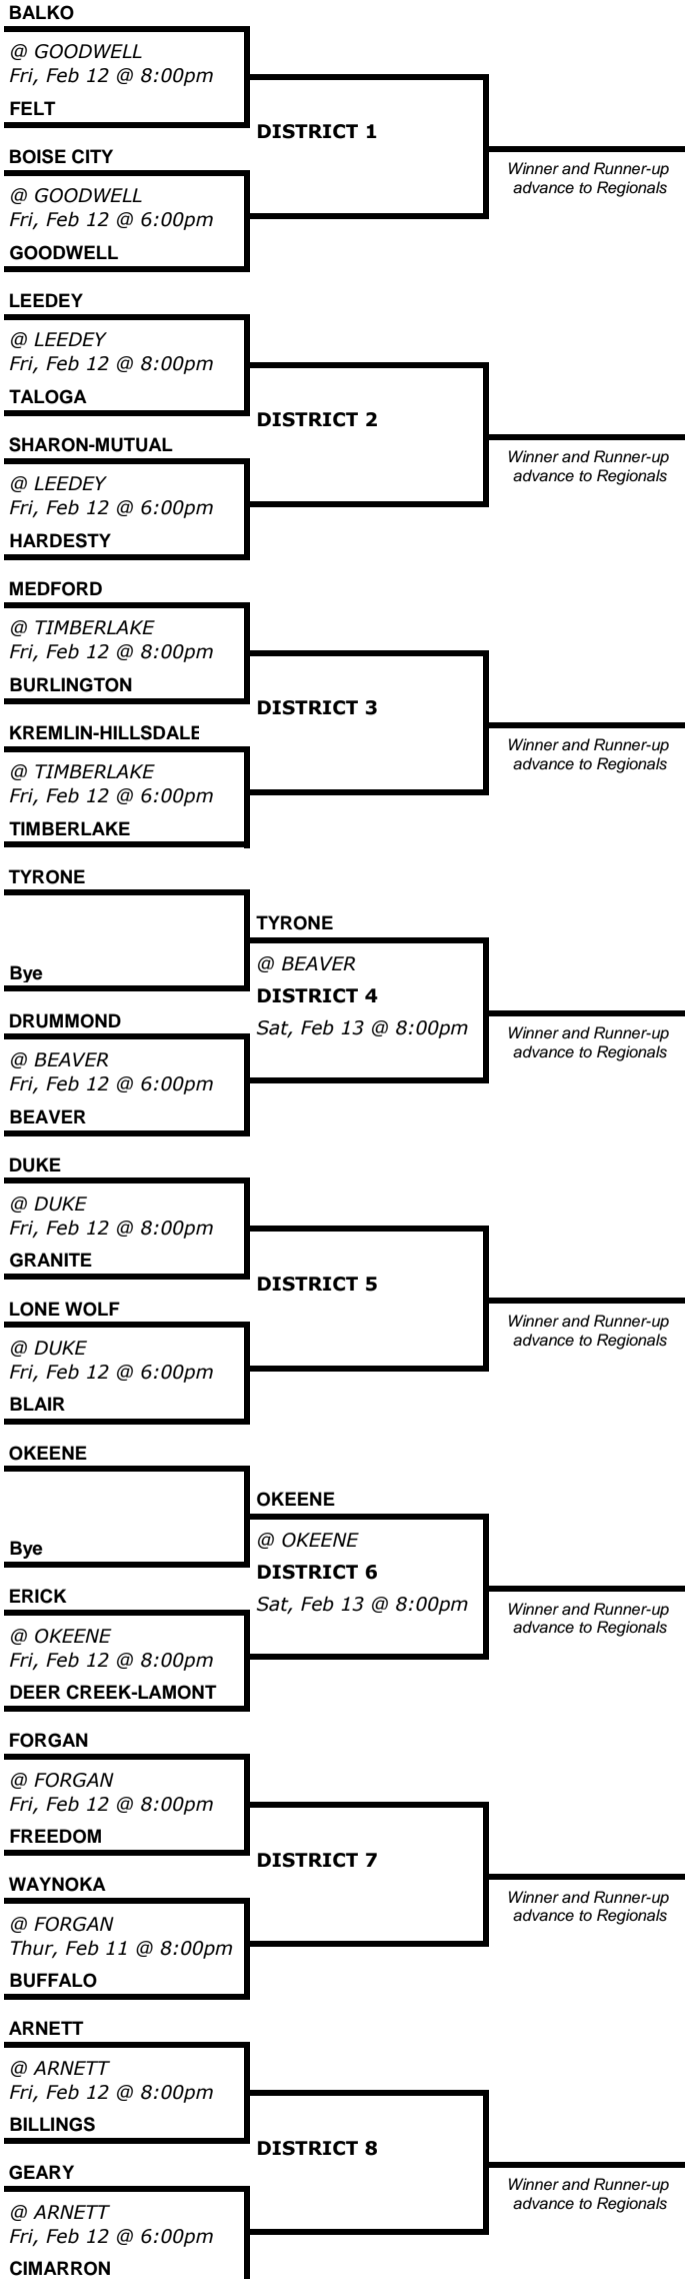 BALKO
@ GOODWELL
Fri, Feb 12 @ 8:00pm
FELT
DISTRICT 1
BOISE CITY
Winner and Runner-up
advance to Regionals
@ GOODWELL
Fri, Feb 12 @ 6:00pm
GOODWELL
LEEDEY
@ LEEDEY
Fri, Feb 12 @ 8:00pm
TALOGA
DISTRICT 2
SHARON-MUTUAL
Winner and Runner-up
advance to Regionals
@ LEEDEY
Fri, Feb 12 @ 6:00pm
HARDESTY
MEDFORD
@ TIMBERLAKE
Fri, Feb 12 @ 8:00pm
BURLINGTON
DISTRICT 3
KREMLIN-HILLSDALE
Winner and Runner-up
advance to Regionals
@ TIMBERLAKE
Fri, Feb 12 @ 6:00pm
TIMBERLAKE
TYRONE
TYRONE
@ BEAVER
Bye
DISTRICT 4
DRUMMOND
Sat, Feb 13 @ 8:00pm
Winner and Runner-up
advance to Regionals
@ BEAVER
Fri, Feb 12 @ 6:00pm
BEAVER
DUKE
@ DUKE
Fri, Feb 12 @ 8:00pm
GRANITE
DISTRICT 5
LONE WOLF
Winner and Runner-up
advance to Regionals
@ DUKE
Fri, Feb 12 @ 6:00pm
BLAIR
OKEENE
OKEENE
@ OKEENE
Bye
DISTRICT 6
ERICK
Sat, Feb 13 @ 8:00pm
Winner and Runner-up
advance to Regionals
@ OKEENE
Fri, Feb 12 @ 8:00pm
DEER CREEK-LAMONT
FORGAN
@ FORGAN
Fri, Feb 12 @ 8:00pm
FREEDOM
DISTRICT 7
WAYNOKA
Winner and Runner-up
advance to Regionals
@ FORGAN
Thur, Feb 11 @ 8:00pm
BUFFALO
ARNETT
@ ARNETT
Fri, Feb 12 @ 8:00pm
BILLINGS
DISTRICT 8
GEARY
Winner and Runner-up
advance to Regionals
@ ARNETT
Fri, Feb 12 @ 6:00pm
CIMARRON